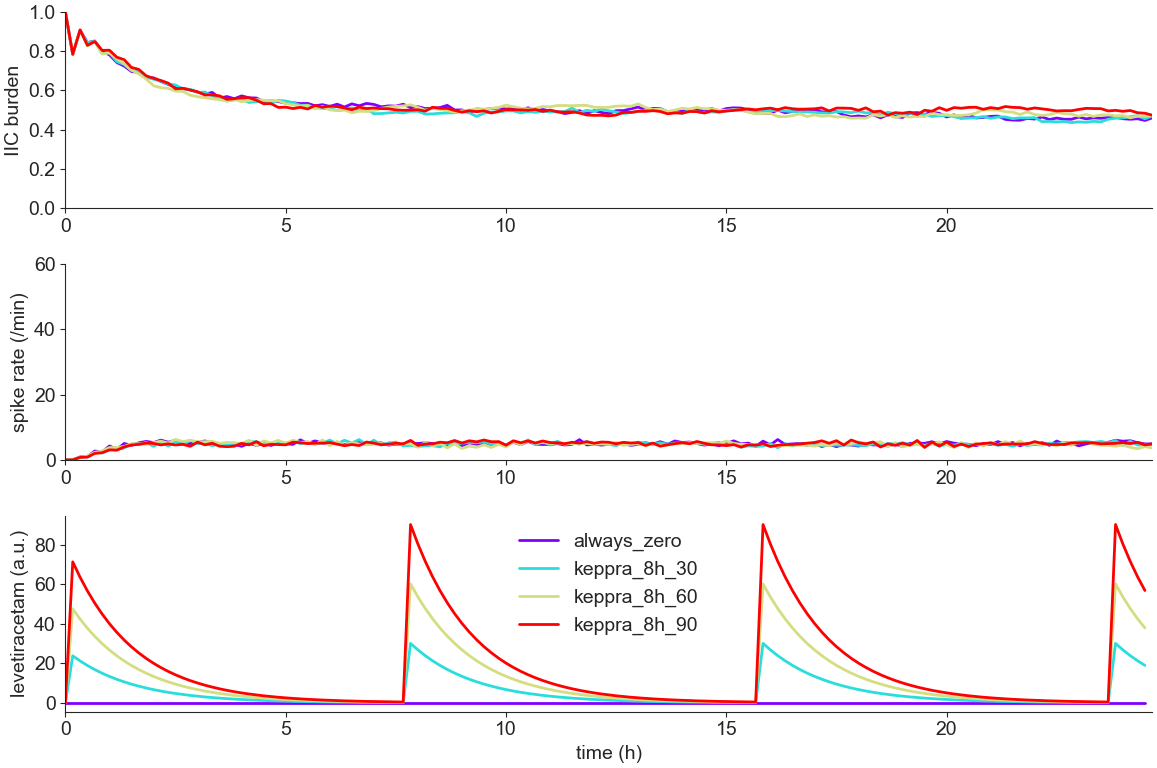 IIC burden
1.0
0.8
0.6
0.4
0.2
0.0
0 5 10 15 20
spike rate (/min)
60
40
20
0
0 5 10 15 20
levetiracetam (a.u.)
80
60
40
20
0
always_zero
keppra_8h_30
keppra_8h_60
keppra_8h_90
0 5 10 15 20
time (h)